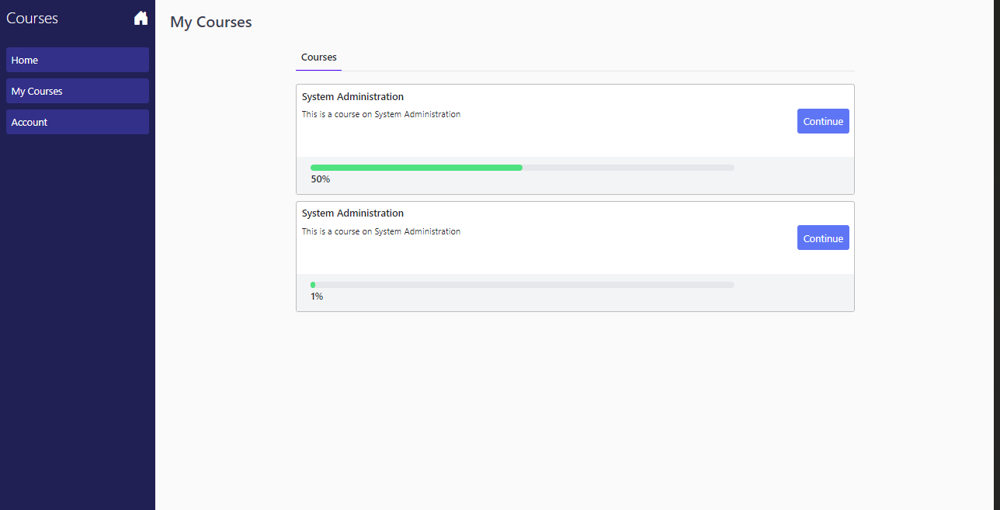 Courses
Home
My Courses
Account
My Courses
Courses
System Administration
This is a course on System Administration
Continue
50%
System Administration
This is a course on System Administration
Continue
1%